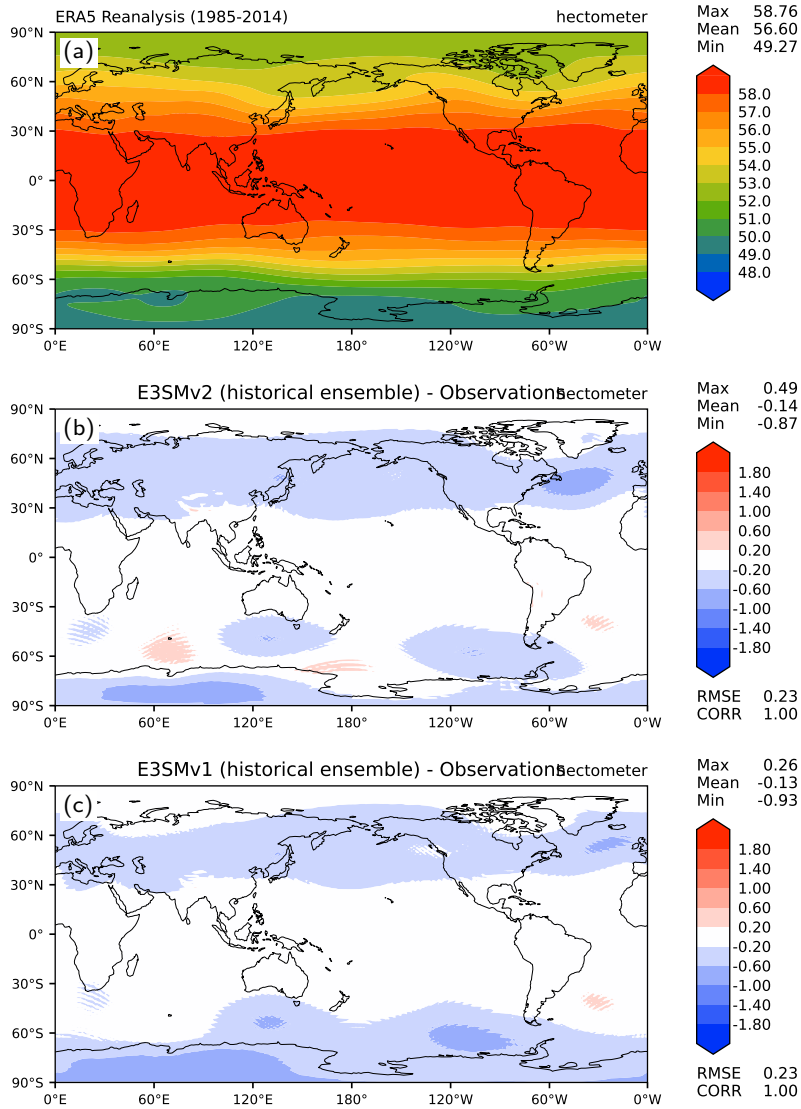 ERA5 Reanalysis (1985-2014) hectometer
Max 58.76
Mean 56.60
Min 49.27
(a)
90°N
60°N
30°N
0°
30°S
60°S
90°S
0°E 60°E 120°E 180° 120°W 60°W 0°W
58.0
57.0
56.0
55.0
54.0
53.0
52.0
51.0
50.0
49.0
48.0
E3SMv2 (historical ensemble) - Observations hectometer
Max 0.49
Mean -0.14
Min -0.87
(b)
90°N
60°N
30°N
0°
30°S
60°S
90°S
0°E 60°E 120°E 180° 120°W 60°W 0°W
1.80
1.40
1.00
0.60
0.20
-0.20
-0.60
-1.00
-1.40
-1.80
RMSE 0.23
CORR 1.00
E3SMv1 (historical ensemble) - Observations hectometer
Max 0.26
Mean -0.13
Min -0.93
(c)
90°N
60°N
30°N
0°
30°S
60°S
90°S
0°E 60°E 120°E 180° 120°W 60°W 0°W
1.80
1.40
1.00
0.60
0.20
-0.20
-0.60
-1.00
-1.40
-1.80
RMSE 0.23
CORR 1.00